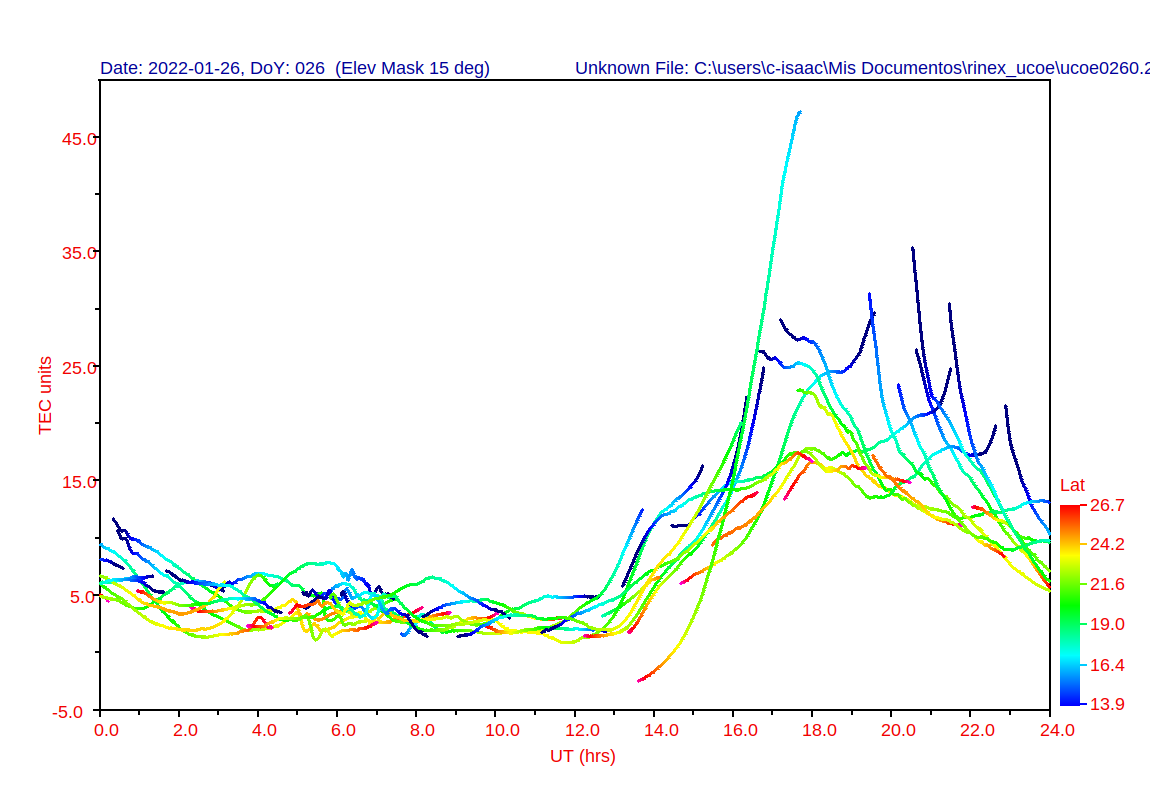 Date: 2022-01-26, DoY: 026  (Elev Mask 15 deg)
Unknown File: C:\users\c-isaac\Mis Documentos\rinex_ucoe\ucoe0260.2
45.0
35.0
25.0
15.0
5.0
-5.0
TEC units
0.0 2.0 4.0 6.0 8.0 10.0 12.0 14.0 16.0 18.0 20.0 22.0 24.0
UT (hrs)
Lat
26.7
24.2
21.6
19.0
16.4
13.9